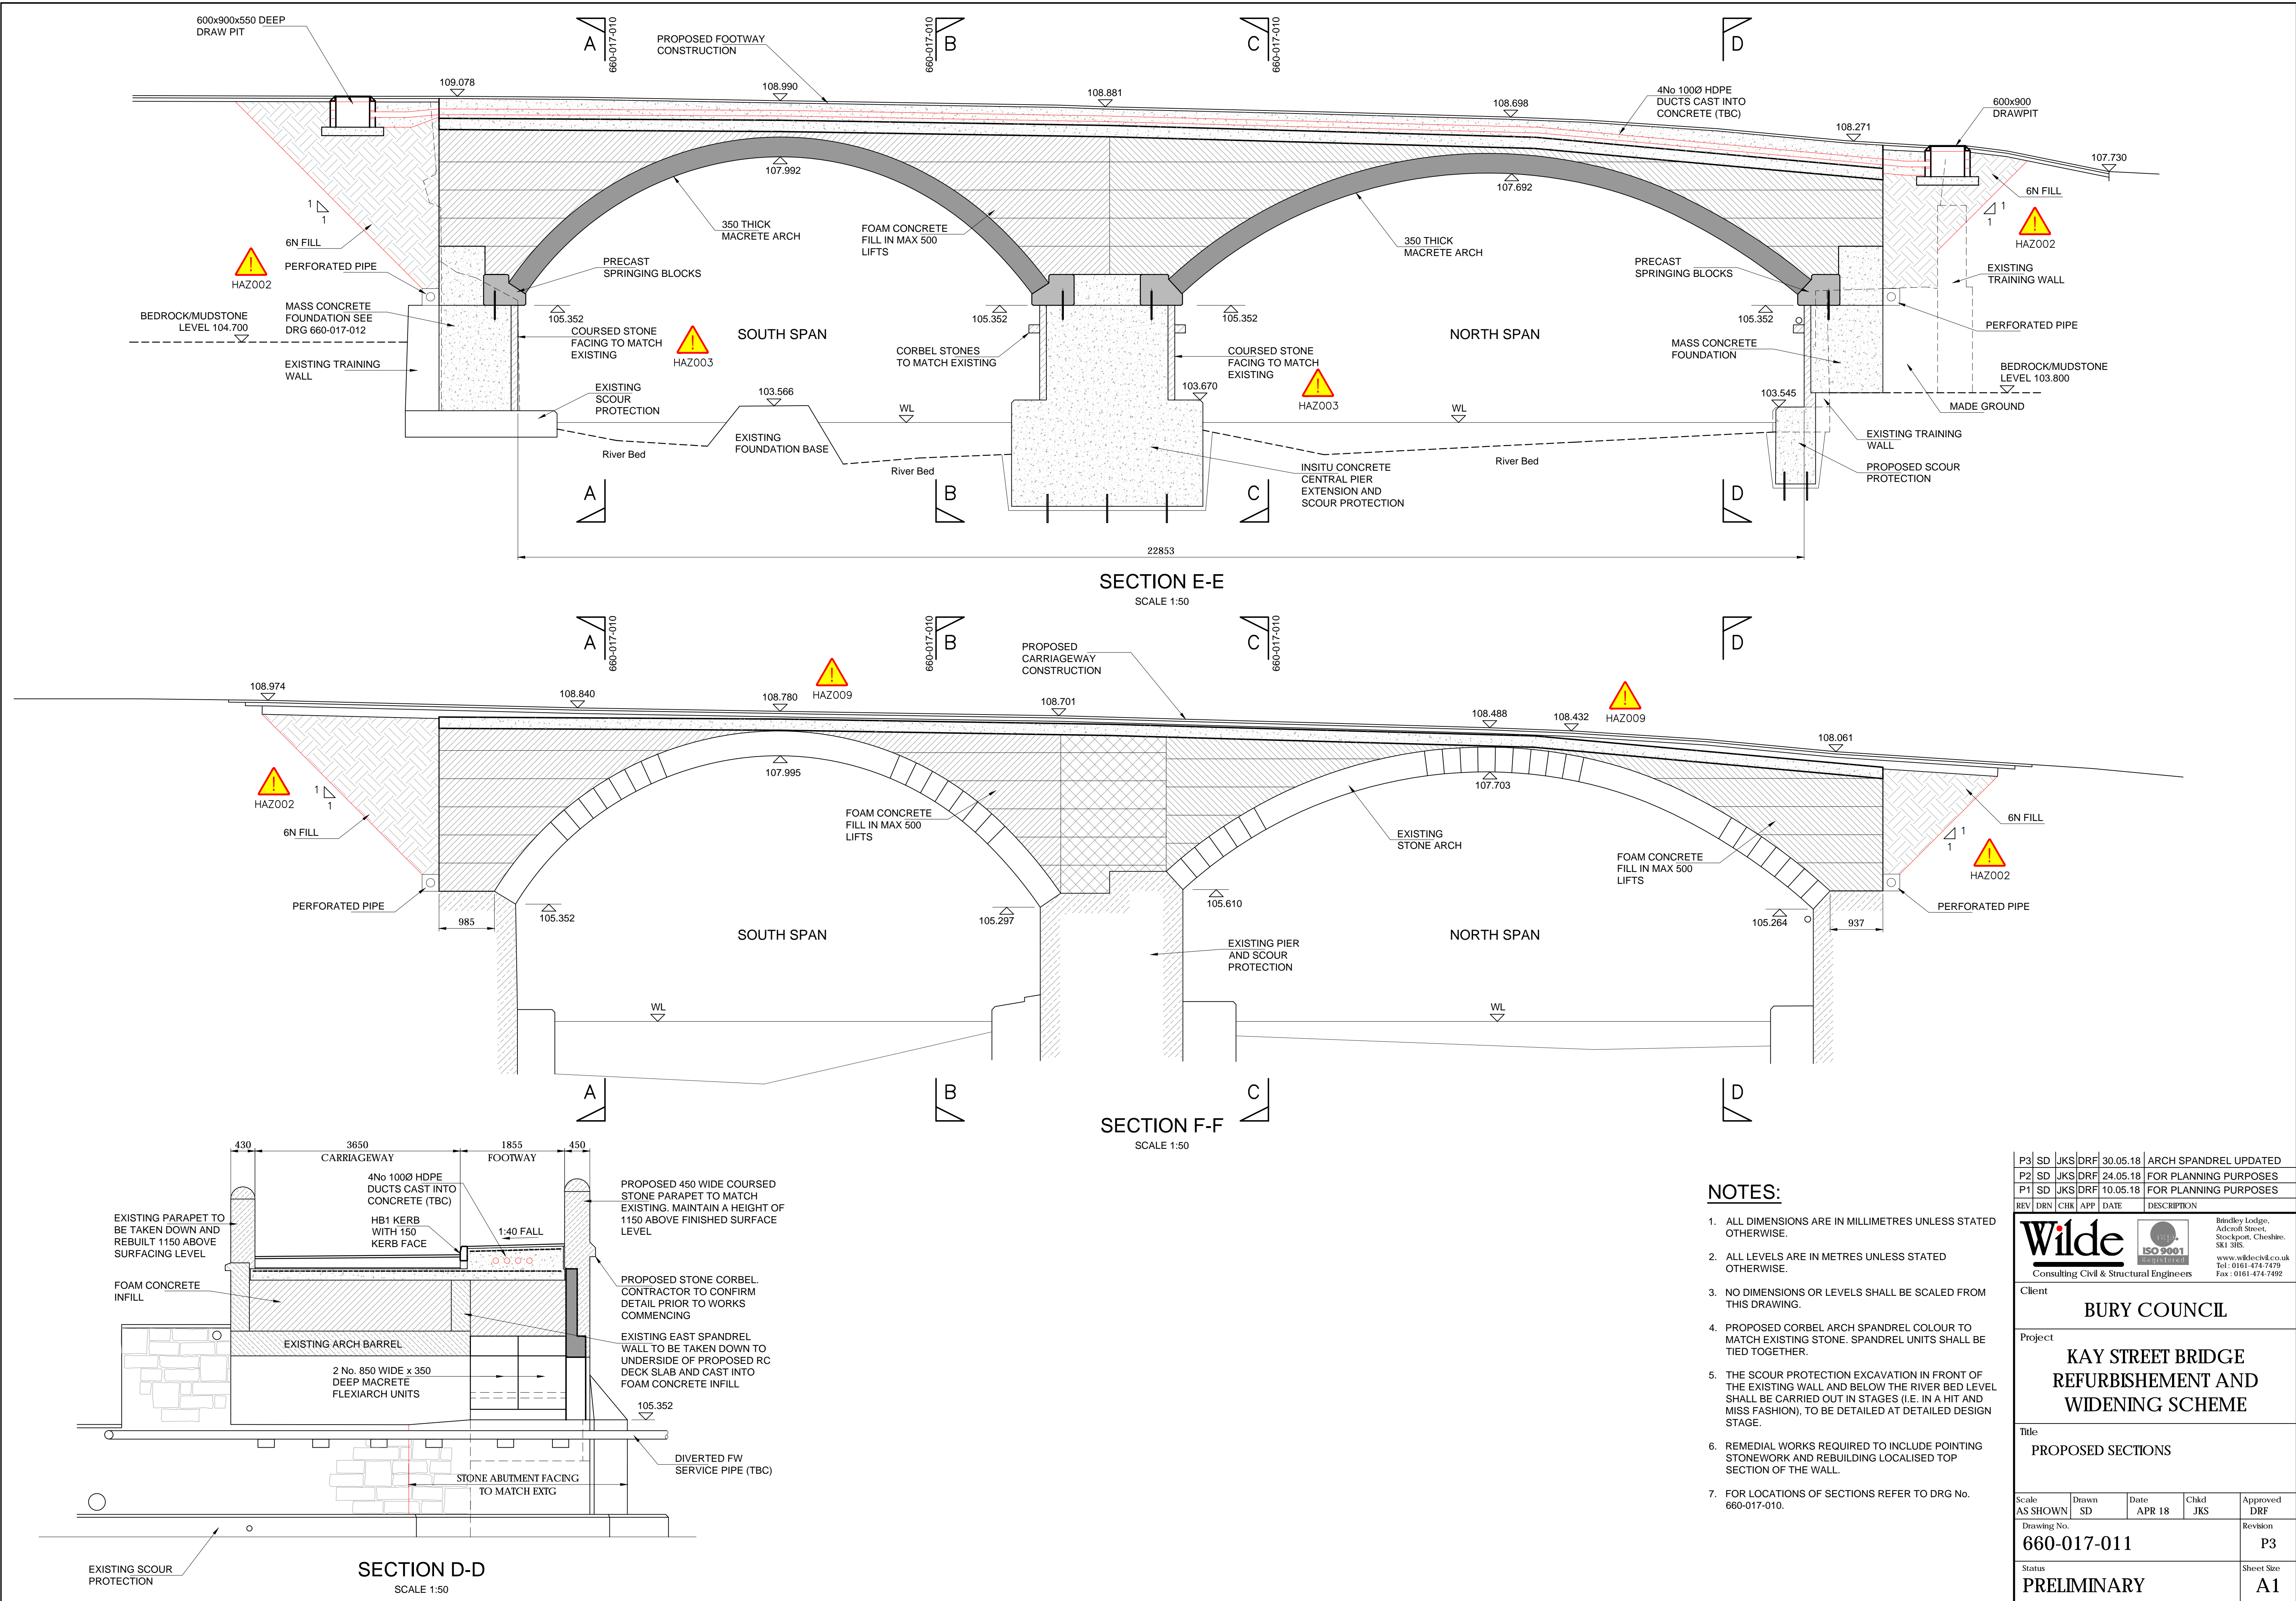 600x900x550 DEEP
DRAW PIT
A
660-017-010
PROPOSED FOOTWAY
CONSTRUCTION
660-017-010
B
C
660-017-010
D
109.078
108.990
108.881
108.698
4No 100Ø HDPE
DUCTS CAST INTO
CONCRETE (TBC)
600x900
DRAWPIT
108.271
107.730
107.992
107.692
1
1
6N FILL
HAZ002
PERFORATED PIPE
MASS CONCRETE
FOUNDATION SEE
DRG 660-017-012
BEDROCK/MUDSTONE
LEVEL 104.700
EXISTING TRAINING
WALL
350 THICK
MACRETE ARCH
PRECAST
SPRINGING BLOCKS
FOAM CONCRETE
FILL IN MAX 500
LIFTS
350 THICK
MACRETE ARCH
PRECAST
SPRINGING BLOCKS
6N FILL
1
1
HAZ002
EXISTING
TRAINING WALL
PERFORATED PIPE
BEDROCK/MUDSTONE
LEVEL 103.800
MADE GROUND
105.352
COURSED STONE
FACING TO MATCH
EXISTING
HAZ003
SOUTH SPAN
105.352
105.352
NORTH SPAN
105.352
CORBEL STONES
TO MATCH EXISTING
COURSED STONE
FACING TO MATCH
EXISTING
HAZ003
MASS CONCRETE
FOUNDATION
EXISTING
SCOUR
PROTECTION
103.566
WL
103.670
WL
103.545
EXISTING
FOUNDATION BASE
River Bed
River Bed
River Bed
EXISTING TRAINING
WALL
PROPOSED SCOUR
PROTECTION
INSITU CONCRETE
CENTRAL PIER
EXTENSION AND
SCOUR PROTECTION
A
B
C
D
22853
SECTION E-E
SCALE 1:50
A
660-017-010
660-017-010
B
C
660-017-010
D
PROPOSED
CARRIAGEWAY
CONSTRUCTION
108.974
108.840
108.780
HAZ009
108.701
108.488
108.432
HAZ009
108.061
107.995
107.703
HAZ002
1
1
6N FILL
PERFORATED PIPE
FOAM CONCRETE
FILL IN MAX 500
LIFTS
EXISTING
STONE ARCH
FOAM CONCRETE
FILL IN MAX 500
LIFTS
6N FILL
1
1
HAZ002
PERFORATED PIPE
985
105.352
105.297
105.610
105.264
937
SOUTH SPAN
NORTH SPAN
EXISTING PIER
AND SCOUR
PROTECTION
WL
WL
A
B
C
D
SECTION F-F
SCALE 1:50
430
3650
1855
450
CARRIAGEWAY
FOOTWAY
4No 100Ø HDPE
DUCTS CAST INTO
CONCRETE (TBC)
HB1 KERB
WITH 150
KERB FACE
1:40 FALL
EXISTING PARAPET TO
BE TAKEN DOWN AND
REBUILT 1150 ABOVE
SURFACING LEVEL
FOAM CONCRETE
INFILL
PROPOSED 450 WIDE COURSED
STONE PARAPET TO MATCH
EXISTING. MAINTAIN A HEIGHT OF
1150 ABOVE FINISHED SURFACE
LEVEL
PROPOSED STONE CORBEL.
CONTRACTOR TO CONFIRM
DETAIL PRIOR TO WORKS
COMMENCING
EXISTING EAST SPANDREL
WALL TO BE TAKEN DOWN TO
UNDERSIDE OF PROPOSED RC
DECK SLAB AND CAST INTO
FOAM CONCRETE INFILL
EXISTING ARCH BARREL
2 No. 850 WIDE x 350
DEEP MACRETE
FLEXIARCH UNITS
105.352
DIVERTED FW
SERVICE PIPE (TBC)
STONE ABUTMENT FACING
TO MATCH EXTG
EXISTING SCOUR
PROTECTION
SECTION D-D
SCALE 1:50
NOTES:
1. ALL DIMENSIONS ARE IN MILLIMETRES UNLESS STATED
OTHERWISE.
2. ALL LEVELS ARE IN METRES UNLESS STATED
OTHERWISE.
3. NO DIMENSIONS OR LEVELS SHALL BE SCALED FROM
THIS DRAWING.
4. PROPOSED CORBEL ARCH SPANDREL COLOUR TO
MATCH EXISTING STONE. SPANDREL UNITS SHALL BE
TIED TOGETHER.
5. THE SCOUR PROTECTION EXCAVATION IN FRONT OF
THE EXISTING WALL AND BELOW THE RIVER BED LEVEL
SHALL BE CARRIED OUT IN STAGES (I.E. IN A HIT AND
MISS FASHION), TO BE DETAILED AT DETAILED DESIGN
STAGE.
6. REMEDIAL WORKS REQUIRED TO INCLUDE POINTING
STONEWORK AND REBUILDING LOCALISED TOP
SECTION OF THE WALL.
7. FOR LOCATIONS OF SECTIONS REFER TO DRG No.
660-017-010.
P3 SD JKS DRF 30.05.18 ARCH SPANDREL UPDATED
P2 SD JKS DRF 24.05.18 FOR PLANNING PURPOSES
P1 SD JKS DRF 10.05.18 FOR PLANNING PURPOSES
REV DRN CHK APP DATE DESCRIPTION
Wilde
Consulting Civil & Structural Engineers
ISO 9001
Registered
Brindley Lodge,
Adcroft Street,
Stockport, Cheshire.
SK1 3HS.
www.wildecivil.co.uk
Tel : 0161-474-7479
Fax : 0161-474-7492
Client
BURY COUNCIL
Project
KAY STREET BRIDGE
REFURBISHEMENT AND
WIDENING SCHEME
Title
PROPOSED SECTIONS
Scale Drawn Date Chkd Approved
AS SHOWN SD APR 18 JKS DRF
Drawing No. Revision
660-017-011 P3
Status Sheet Size
PRELIMINARY A1